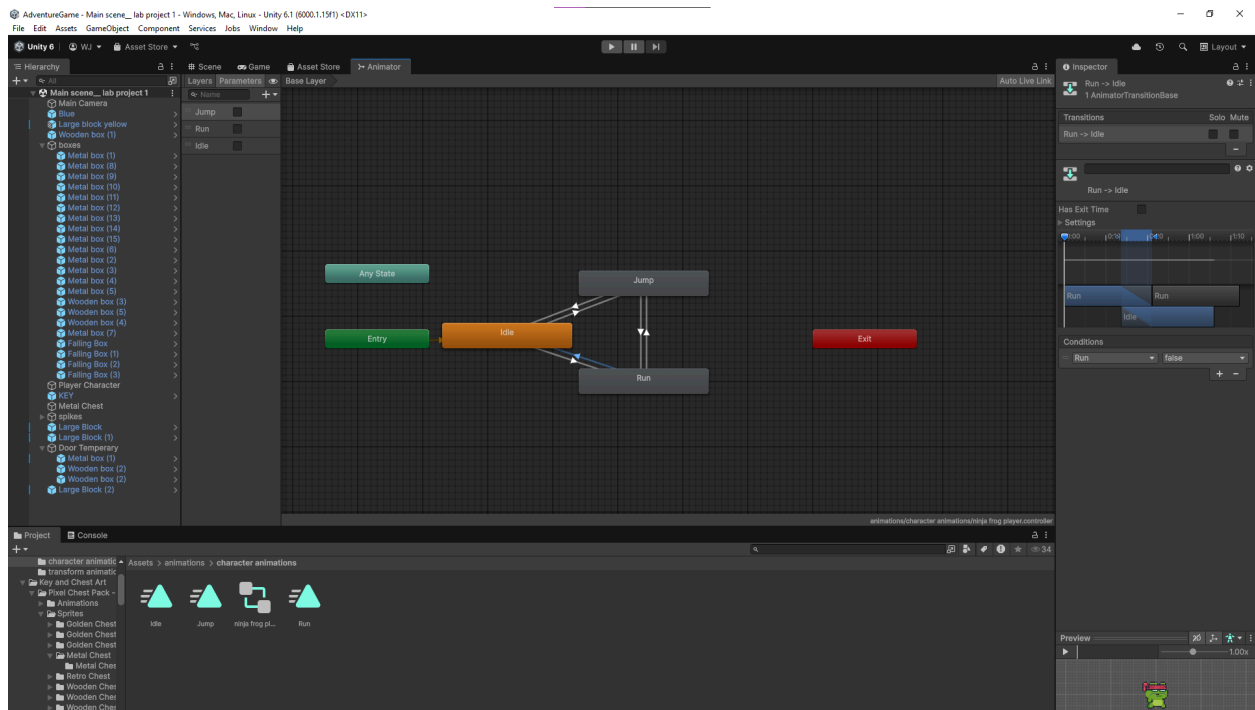 AdventureGame - Main scene__ lab project 1 - Windows, Mac, Linux - Unity 6.1 (6000.1.15f1) <DX11>
File Edit Assets GameObject Component Services Jobs Window Help
Unity 6 WJ Asset Store Layout
Hierarchy
All
Main scene__ lab project 1
Main Camera
Blue
Large block yellow
Wooden box (1)
boxes
Metal box (1)
Metal box (8)
Metal box (9)
Metal box (10)
Metal box (11)
Metal box (12)
Metal box (13)
Metal box (14)
Metal box (15)
Metal box (6)
Metal box (2)
Metal box (3)
Metal box (4)
Metal box (5)
Wooden box (3)
Wooden box (5)
Wooden box (4)
Metal box (7)
Falling Box
Falling Box (1)
Falling Box (2)
Falling Box (3)
Player Character
KEY
Metal Chest
spikes
Large Block
Large Block (1)
Door Temperary
Metal box (1)
Wooden box (2)
Wooden box (2)
Large Block (2)
Scene Game Asset Store Animator
Layers Parameters Base Layer Auto Live Link
Name
Jump
Run
Idle
Any State
Entry
Idle
Jump
Run
Exit
animations/character animations/ninja frog player.controller
Inspector
Run -> Idle
1 AnimatorTransitionBase
Transitions Solo Mute
Run -> Idle
Run -> Idle
Has Exit Time
Settings
1:00 1:10
Run Run
Idle
Conditions
Run false
Preview 2D
1.00x
Project Console
34
character animatic
transform animatic
Key and Chest Art
Pixel Chest Pack -
Animations
Sprites
Golden Chest
Golden Chest
Golden Chest
Metal Chest
Metal Ches
Retro Chest
Wooden Ches
Wooden Ches
Wooden Ches
Assets > animations > character animations
Idle Jump ninja frog pl... Run